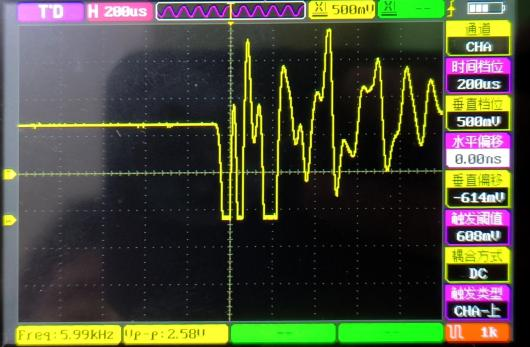 T'D H 200us X1 500mV X1 --
通道
CHA
时间档位
200us
垂直档位
500mV
水平偏移
0.00ns
垂直偏移
-614mV
触发阈值
608mV
耦合方式
DC
触发类型
CHA-上
Freq:5.99kHz Vp-p:2.58V -- -- 1k